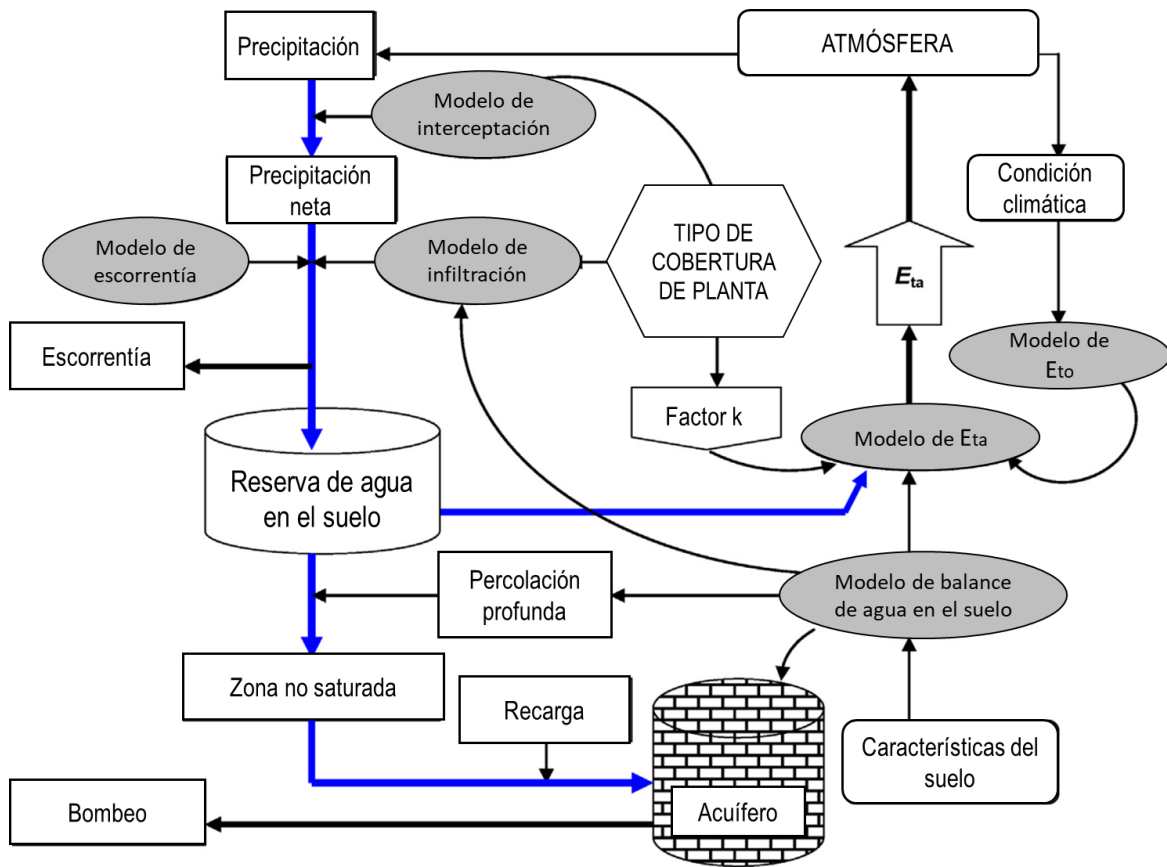 Precipitación
ATMÓSFERA
Modelo de
interceptación
Precipitación
neta
Condición
climática
TIPO DE
COBERTURA
DE PLANTA
Modelo de
escorrentía
Modelo de
infiltración
Eta
Escorrentía
Modelo de
Eto
Factor k
Modelo de Eta
Reserva de agua
en el suelo
Percolación
profunda
Modelo de balance
de agua en el suelo
Zona no saturada
Recarga
Características del
suelo
Bombeo
Acuífero